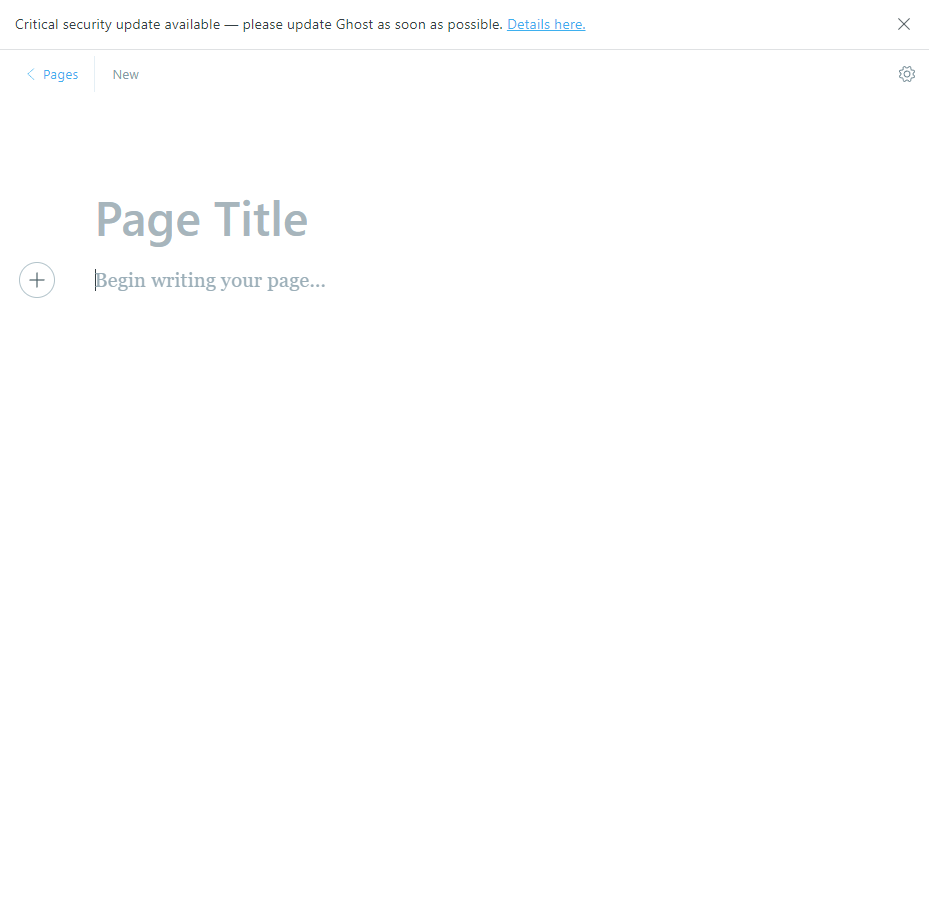 Critical security update available — please update Ghost as soon as possible. Details here.
Pages New
Page Title
Begin writing your page...